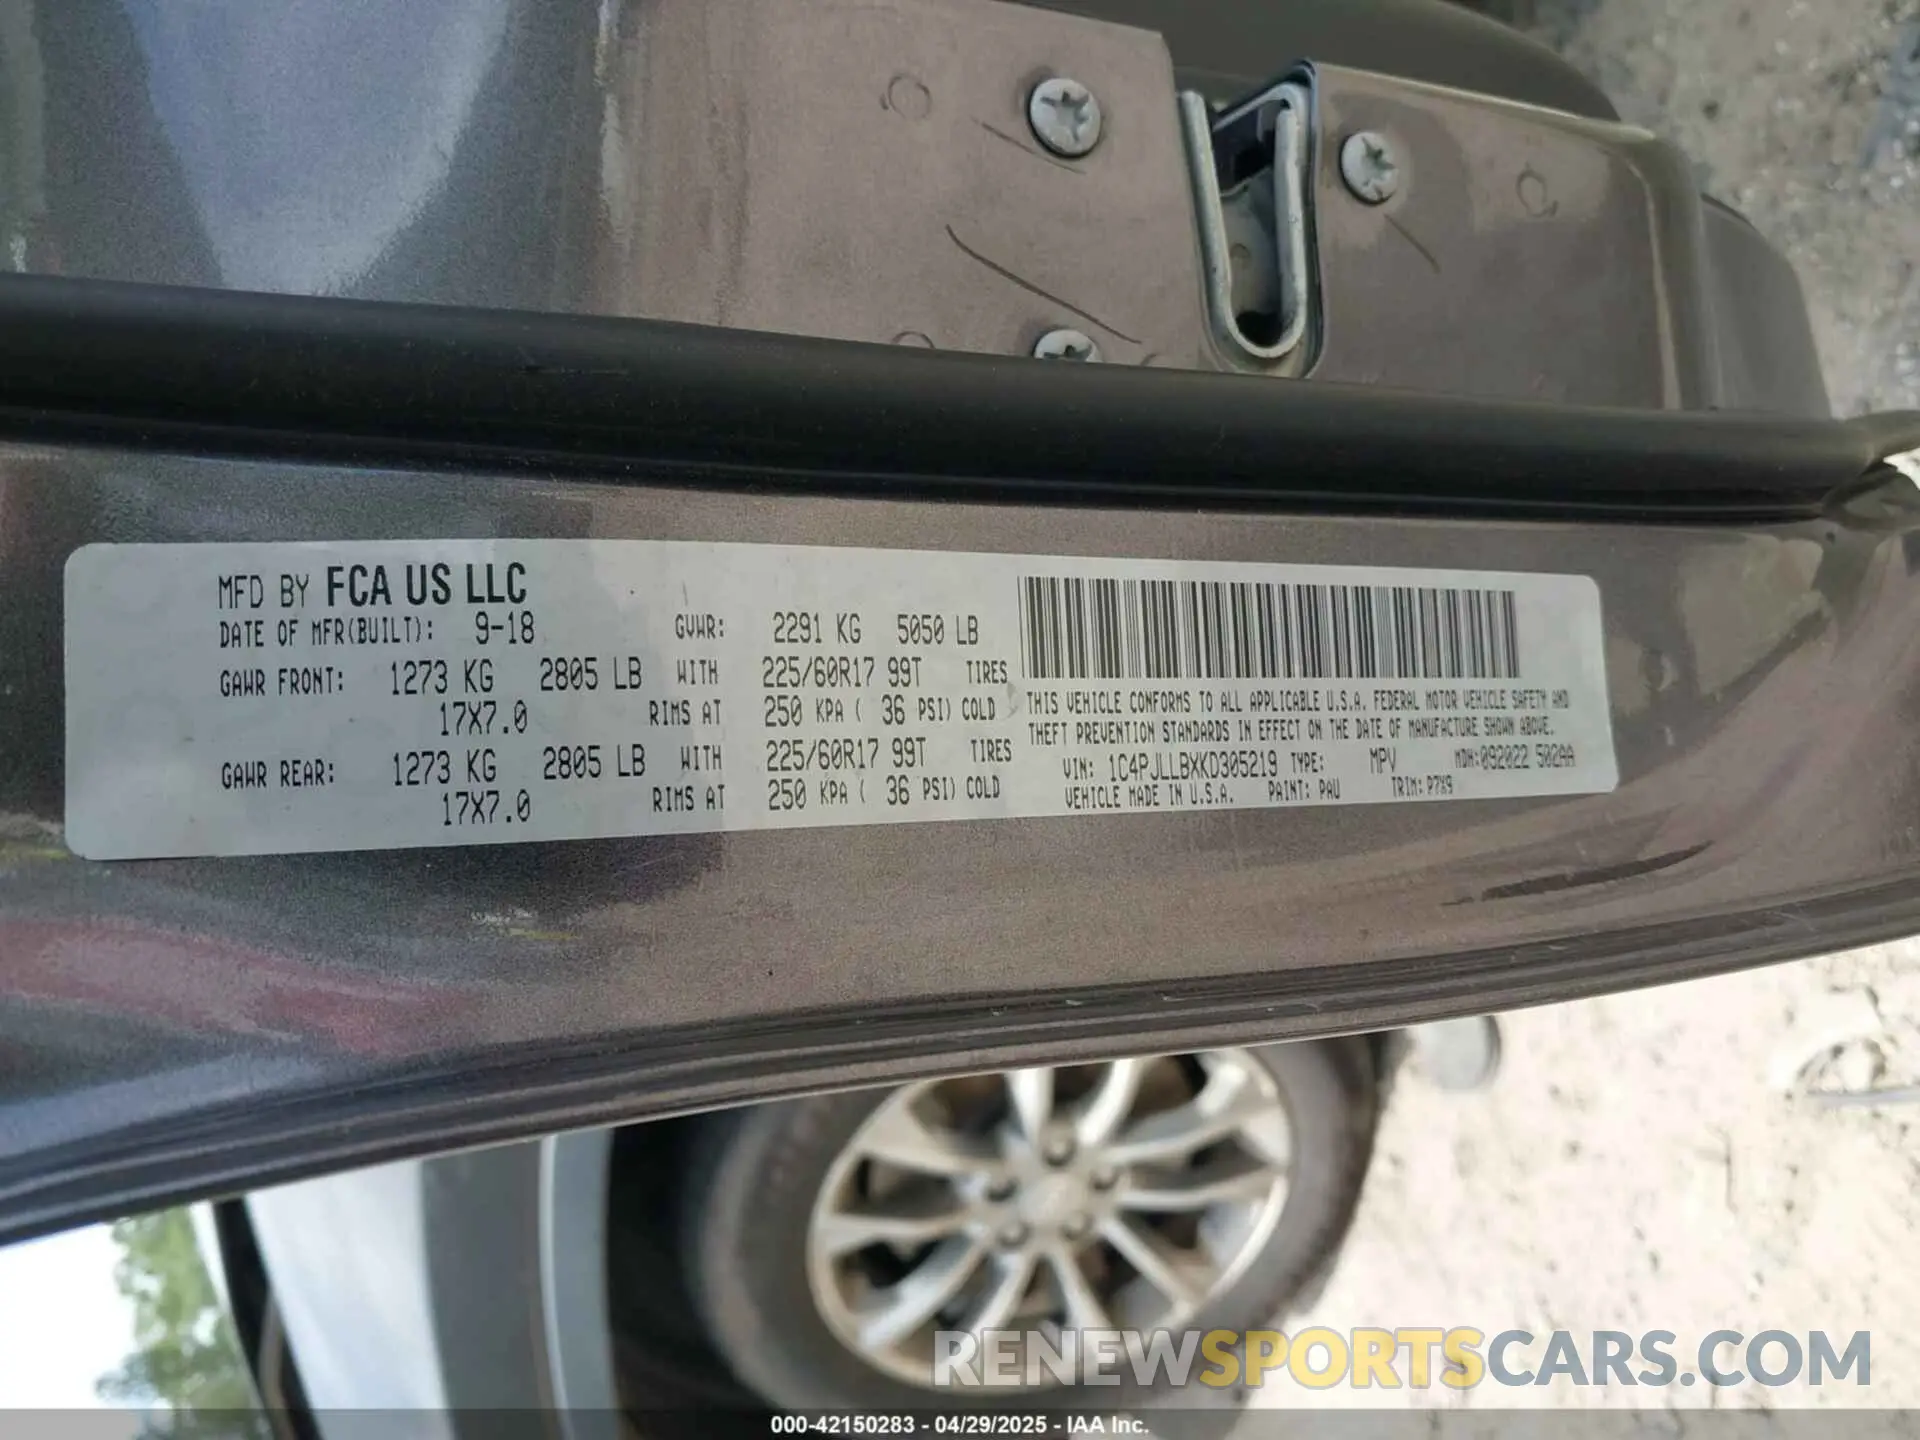 MFD BY FCA US LLC
DATE OF MFR(BUILT): 9-18 GVWR: 2291 KG 5050 LB
GAWR FRONT: 1273 KG 2805 LB WITH 225/60R17 99T TIRES
17X7.0 RIMS AT 250 KPA ( 36 PSI) COLD
GAWR REAR: 1273 KG 2805 LB WITH 225/60R17 99T TIRES
17X7.0 RIMS AT 250 KPA ( 36 PSI) COLD
THIS VEHICLE CONFORMS TO ALL APPLICABLE U.S.A. FEDERAL MOTOR VEHICLE SAFETY AND
THEFT PREVENTION STANDARDS IN EFFECT ON THE DATE OF MANUFACTURE SHOWN ABOVE.
VIN: 1C4PJLLBXKD305219 TYPE: MPV MDH:092022 502AA
VEHICLE MADE IN U.S.A. PAINT: PAU TRIM: P7X9
RENEWSPORTSCARS.COM
000-42150283 - 04/29/2025 - IAA Inc.